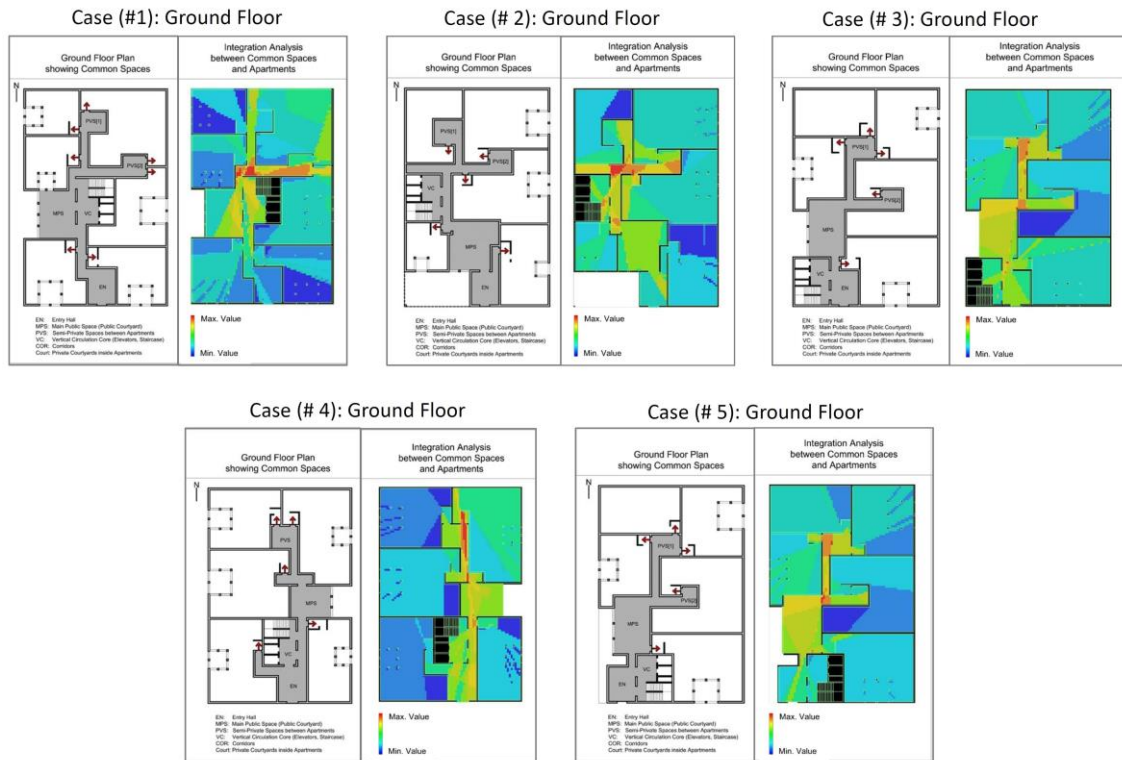 Case (#1): Ground Floor
Ground Floor Plan
showing Common Spaces
Integration Analysis
between Common Spaces
and Apartments
N
PVS[1]
PVS[2]
MPS
VC
EN
Max. Value
Min. Value
EN: Entry Hall
MPS: Main Public Space (Public Courtyard)
PVS: Semi-Private Spaces between Apartments
VC: Vertical Circulation Core (Elevators, Staircase)
COR: Corridors
Court: Private Courtyards inside Apartments
Case (# 2): Ground Floor
Ground Floor Plan
showing Common Spaces
Integration Analysis
between Common Spaces
and Apartments
N
PVS[1]
PVS[2]
VC
MPS
EN
Max. Value
Min. Value
EN: Entry Hall
MPS: Main Public Space (Public Courtyard)
PVS: Semi-Private Spaces between Apartments
VC: Vertical Circulation Core (Elevators, Staircase)
COR: Corridors
Court: Private Courtyards inside Apartments
Case (# 3): Ground Floor
Ground Floor Plan
showing Common Spaces
Integration Analysis
between Common Spaces
and Apartments
N
PVS[1]
PVS[2]
MPS
VC
EN
Max. Value
Min. Value
EN: Entry Hall
MPS: Main Public Space (Public Courtyard)
PVS: Semi-Private Spaces between Apartments
VC: Vertical Circulation Core (Elevators, Staircase)
COR: Corridors
Court: Private Courtyards inside Apartments
Case (# 4): Ground Floor
Ground Floor Plan
showing Common Spaces
Integration Analysis
between Common Spaces
and Apartments
N
PVS
MPS
VC
EN
Max. Value
Min. Value
EN: Entry Hall
MPS: Main Public Space (Public Courtyard)
PVS: Semi-Private Spaces between Apartments
VC: Vertical Circulation Core (Elevators, Staircase)
COR: Corridors
Court: Private Courtyards inside Apartments
Case (# 5): Ground Floor
Ground Floor Plan
showing Common Spaces
Integration Analysis
between Common Spaces
and Apartments
N
PVS[1]
PVS[2]
MPS
VC
EN
Max. Value
Min. Value
EN: Entry Hall
MPS: Main Public Space (Public Courtyard)
PVS: Semi-Private Spaces between Apartments
VC: Vertical Circulation Core (Elevators, Staircase)
COR: Corridors
Court: Private Courtyards inside Apartments